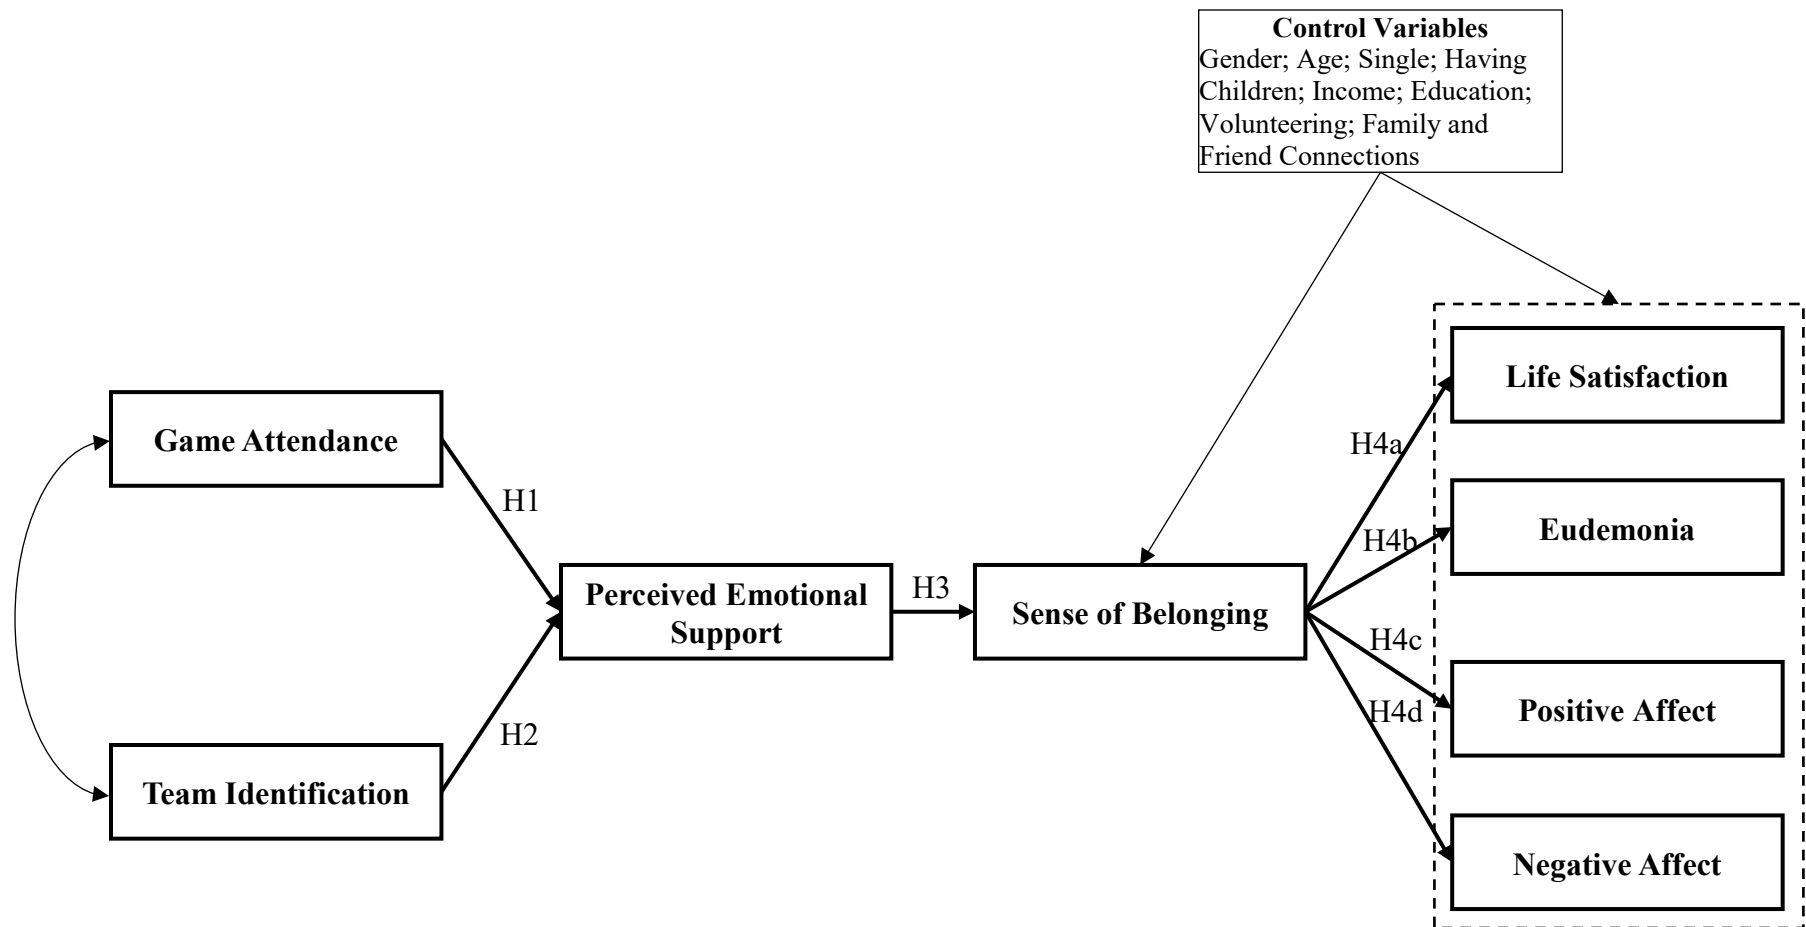 Control Variables
Gender; Age; Single; Having
Children; Income; Education;
Volunteering; Family and
Friend Connections
Life Satisfaction
Game Attendance
H4a
H1
Eudemonia
H4b
Perceived Emotional
Support
H3
Sense of Belonging
H4c
Positive Affect
H4d
H2
Team Identification
Negative Affect